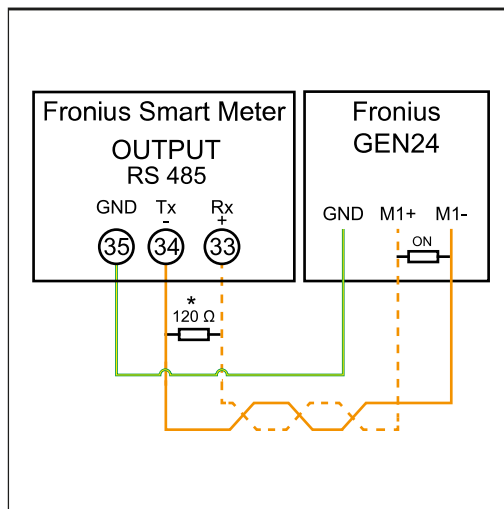 Fronius Smart Meter
OUTPUT
RS 485
GND Tx Rx
- +
35 34 33
*
120 Ω
Fronius
GEN24
GND M1+ M1-
ON